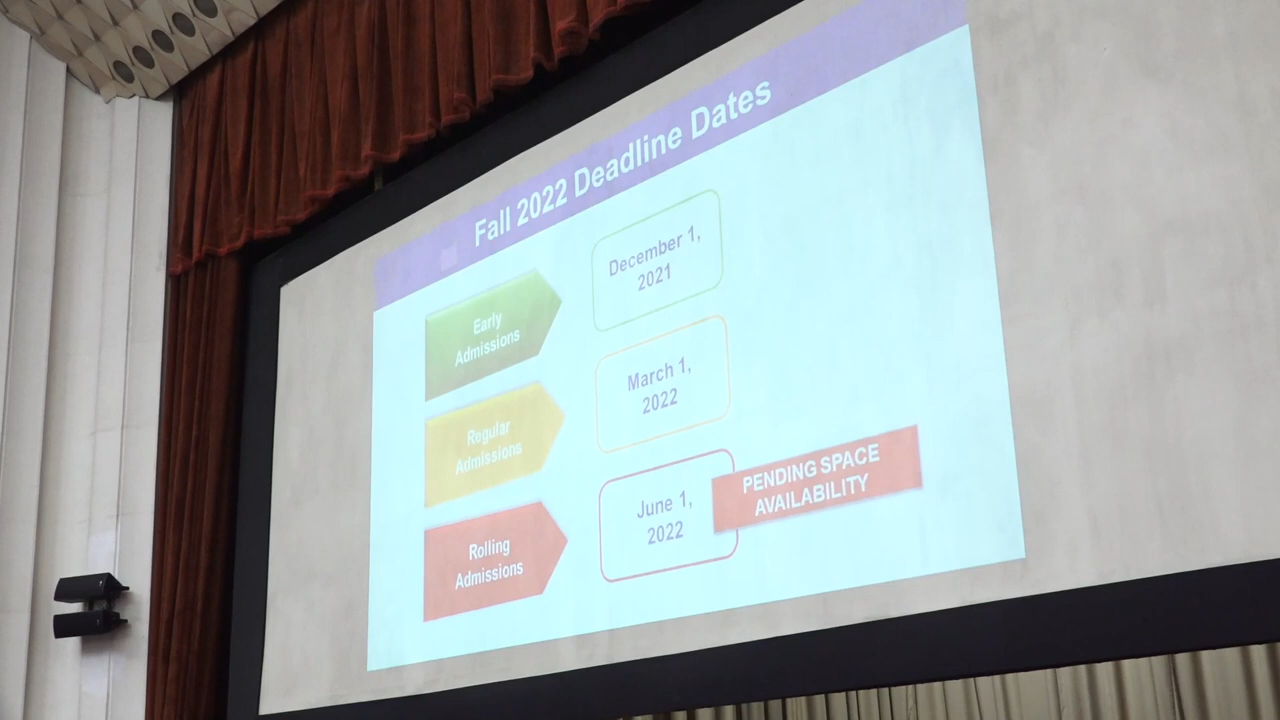 Fall 2022 Deadline Dates
Early
Admissions
December 1,
2021
Regular
Admissions
March 1,
2022
Rolling
Admissions
June 1,
2022
PENDING SPACE
AVAILABILITY